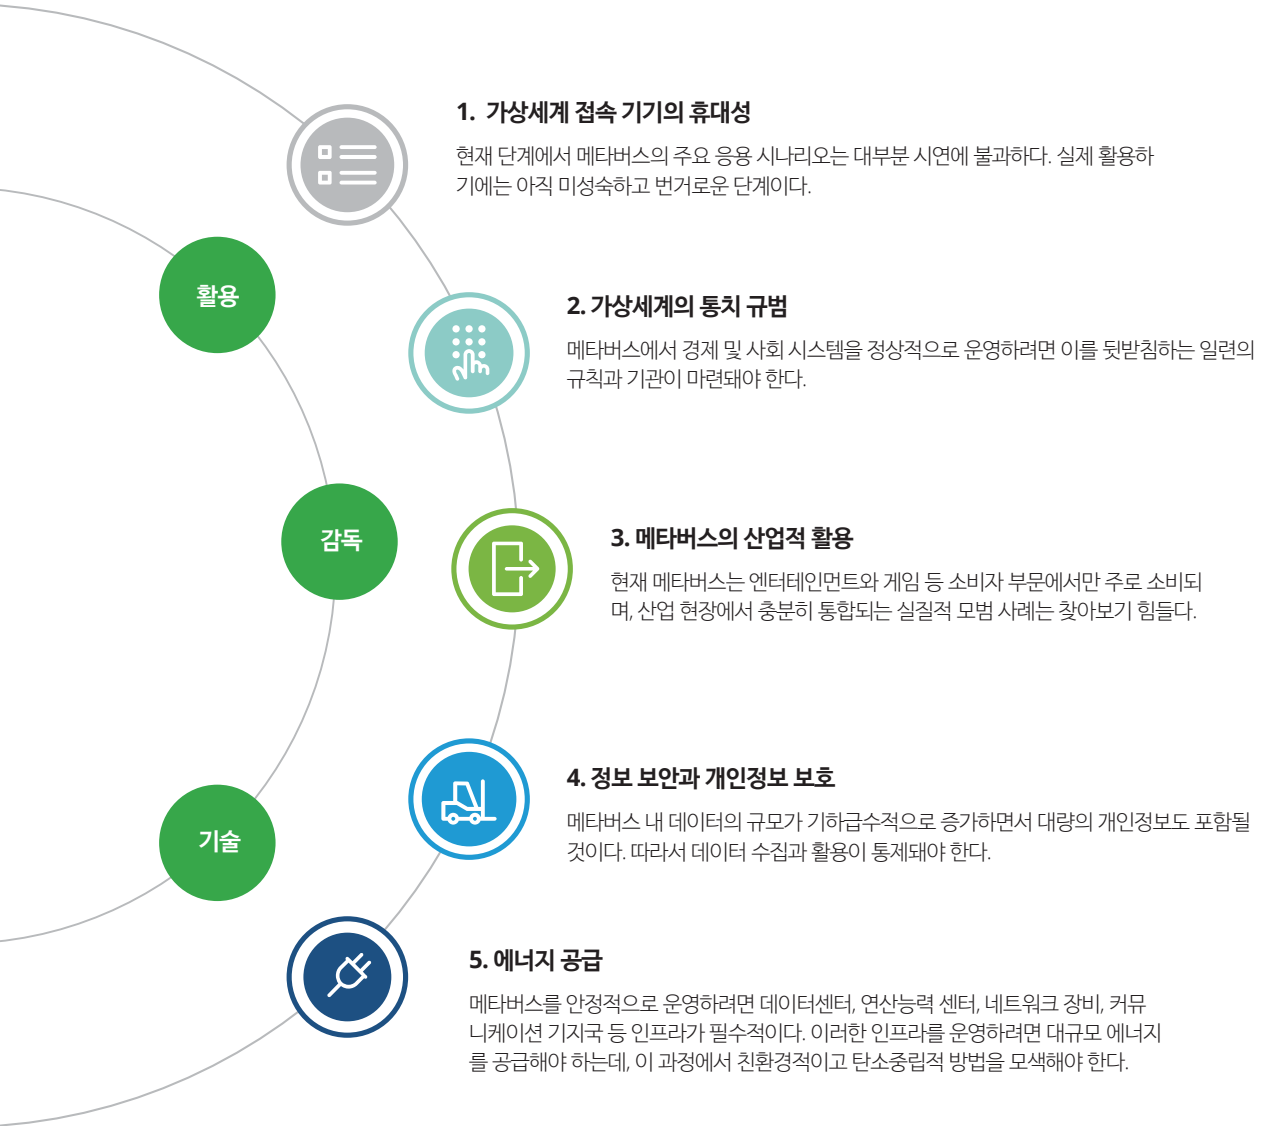 1. 가상세계 접속 기기의 휴대성
현재 단계에서 메타버스의 주요 응용 시나리오는 대부분 시연에 불과하다. 실제 활용하
기에는 아직 미성숙하고 번거로운 단계이다.
활용
2. 가상세계의 통치 규범
메타버스에서 경제 및 사회 시스템을 정상적으로 운영하려면 이를 뒷받침하는 일련의
규칙과 기관이 마련돼야 한다.
감독
3. 메타버스의 산업적 활용
현재 메타버스는 엔터테인먼트와 게임 등 소비자 부문에서만 주로 소비되
며, 산업 현장에서 충분히 통합되는 실질적 모범 사례는 찾아보기 힘들다.
4. 정보 보안과 개인정보 보호
메타버스 내 데이터의 규모가 기하급수적으로 증가하면서 대량의 개인정보도 포함될
것이다. 따라서 데이터 수집과 활용이 통제돼야 한다.
기술
5. 에너지 공급
메타버스를 안정적으로 운영하려면 데이터센터, 연산능력 센터, 네트워크 장비, 커뮤
니케이션 기지국 등 인프라가 필수적이다. 이러한 인프라를 운영하려면 대규모 에너지
를 공급해야 하는데, 이 과정에서 친환경적이고 탄소중립적 방법을 모색해야 한다.